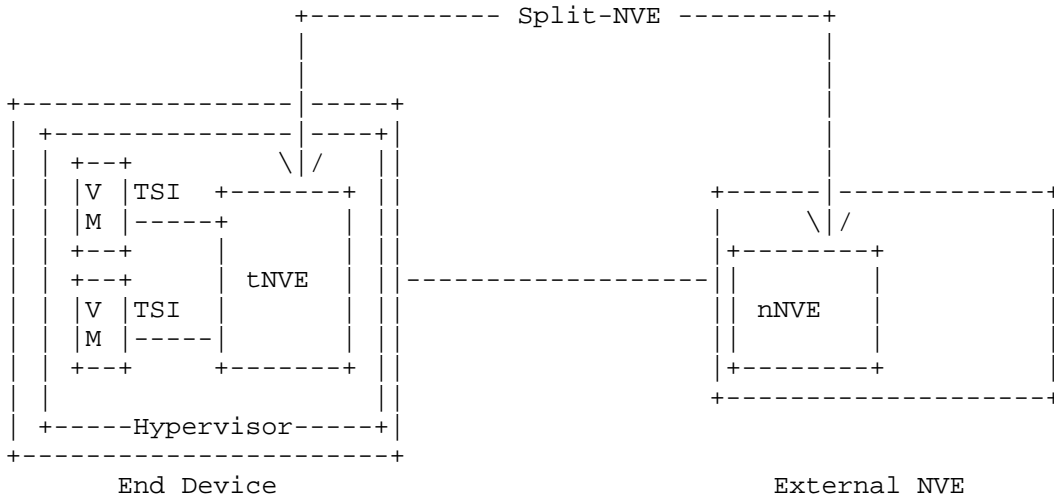 Split-NVE
V TSI
M
tNVE
V TSI
M
nNVE
Hypervisor
End Device External NVE